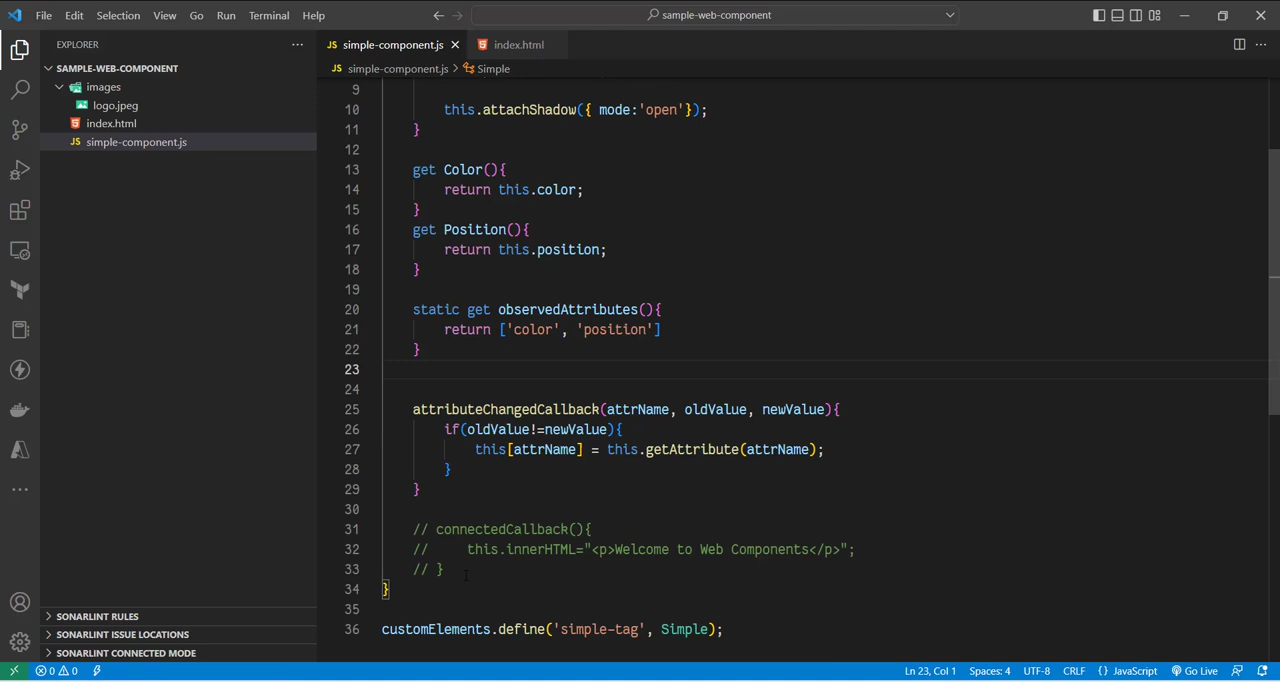 File Edit Selection View Go Run Terminal Help
sample-web-component
EXPLORER
SAMPLE-WEB-COMPONENT
images
logo.jpeg
index.html
JS simple-component.js
SONARLINT RULES
SONARLINT ISSUE LOCATIONS
SONARLINT CONNECTED MODE
JS simple-component.js index.html
JS simple-component.js > Simple
9
10 this.attachShadow({ mode:'open'});
11 }
12
13 get Color(){
14 return this.color;
15 }
16 get Position(){
17 return this.position;
18 }
19
20 static get observedAttributes(){
21 return ['color', 'position']
22 }
23
24
25 attributeChangedCallback(attrName, oldValue, newValue){
26 if(oldValue!=newValue){
27 this[attrName] = this.getAttribute(attrName);
28 }
29 }
30
31 // connectedCallback(){
32 //     this.innerHTML="<p>Welcome to Web Components</p>";
33 // }
34 }
35
36 customElements.define('simple-tag', Simple);
0 0 Ln 23, Col 1 Spaces: 4 UTF-8 CRLF {} JavaScript Go Live